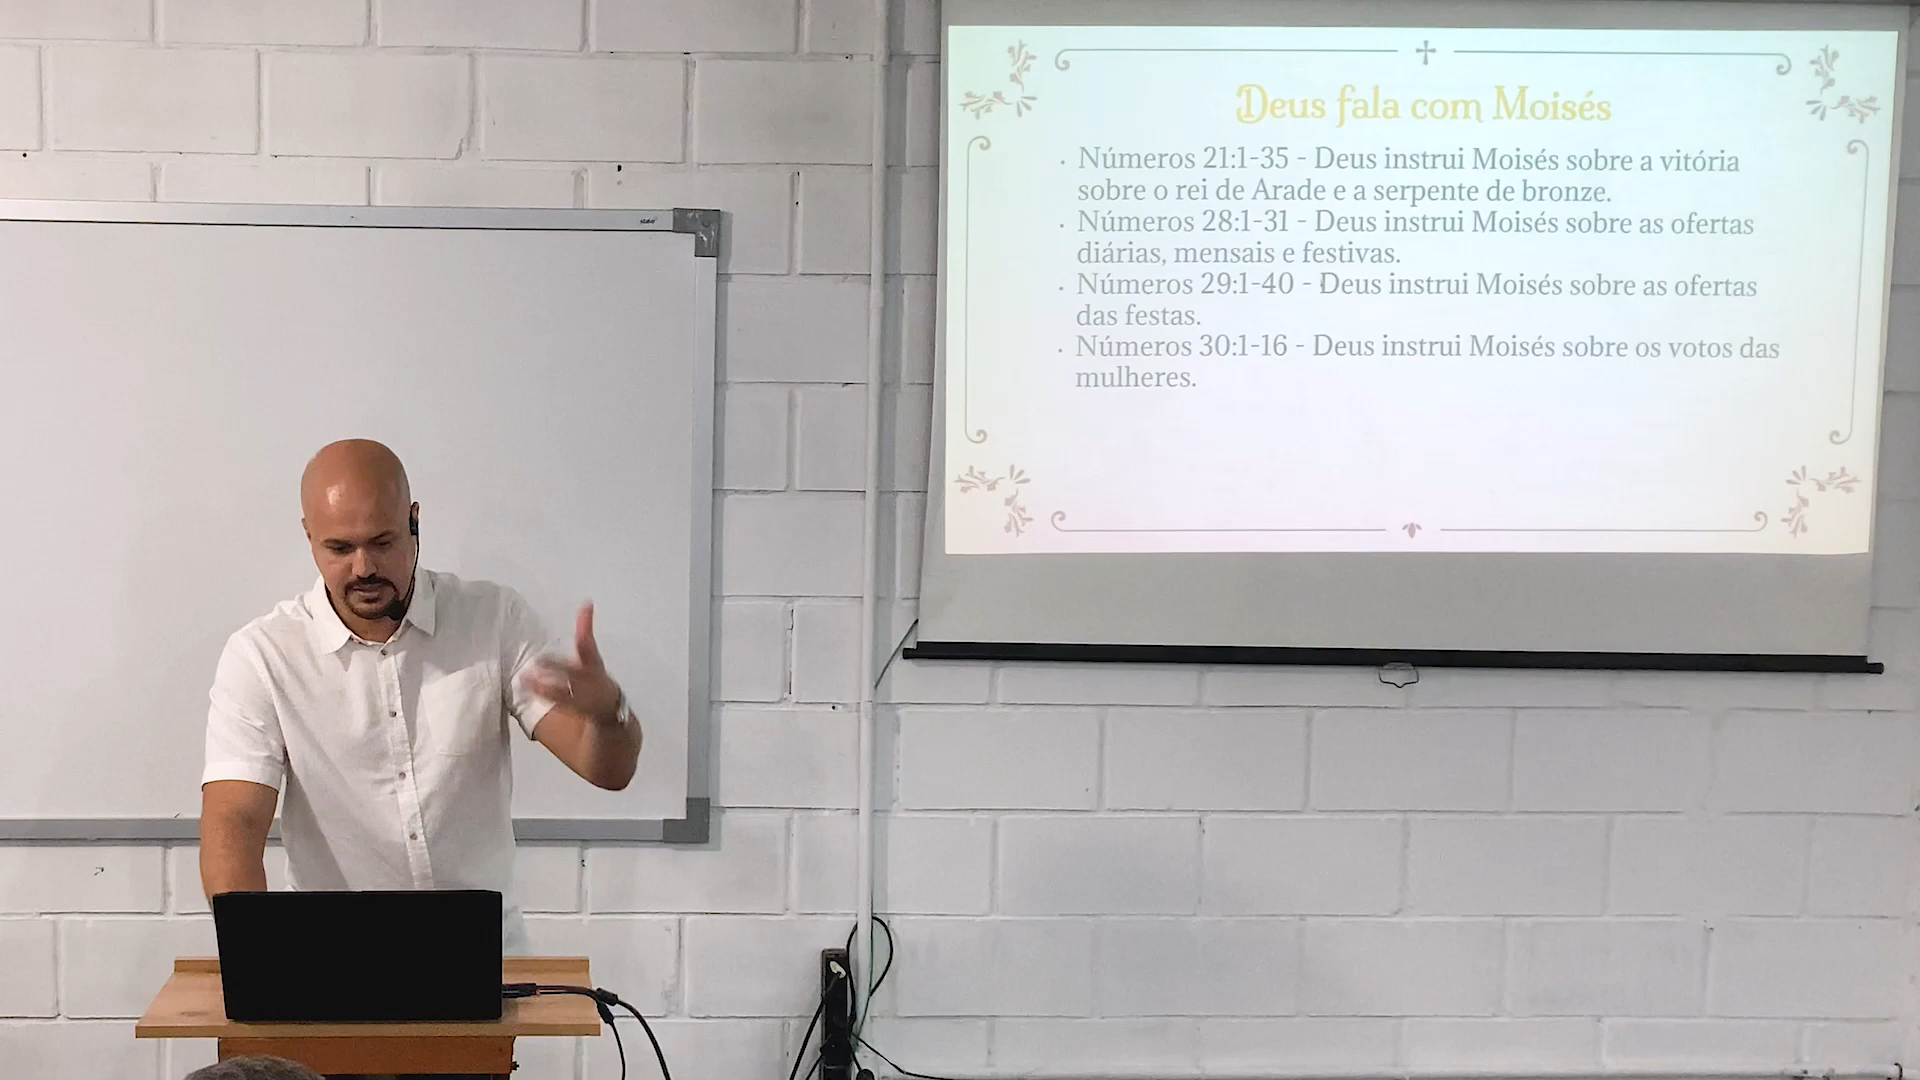 Deus fala com Moisés
· Números 21:1-35 - Deus instrui Moisés sobre a vitória
sobre o rei de Arade e a serpente de bronze.
· Números 28:1-31 - Deus instrui Moisés sobre as ofertas
diárias, mensais e festivas.
· Números 29:1-40 - Deus instrui Moisés sobre as ofertas
das festas.
· Números 30:1-16 - Deus instrui Moisés sobre os votos das
mulheres.